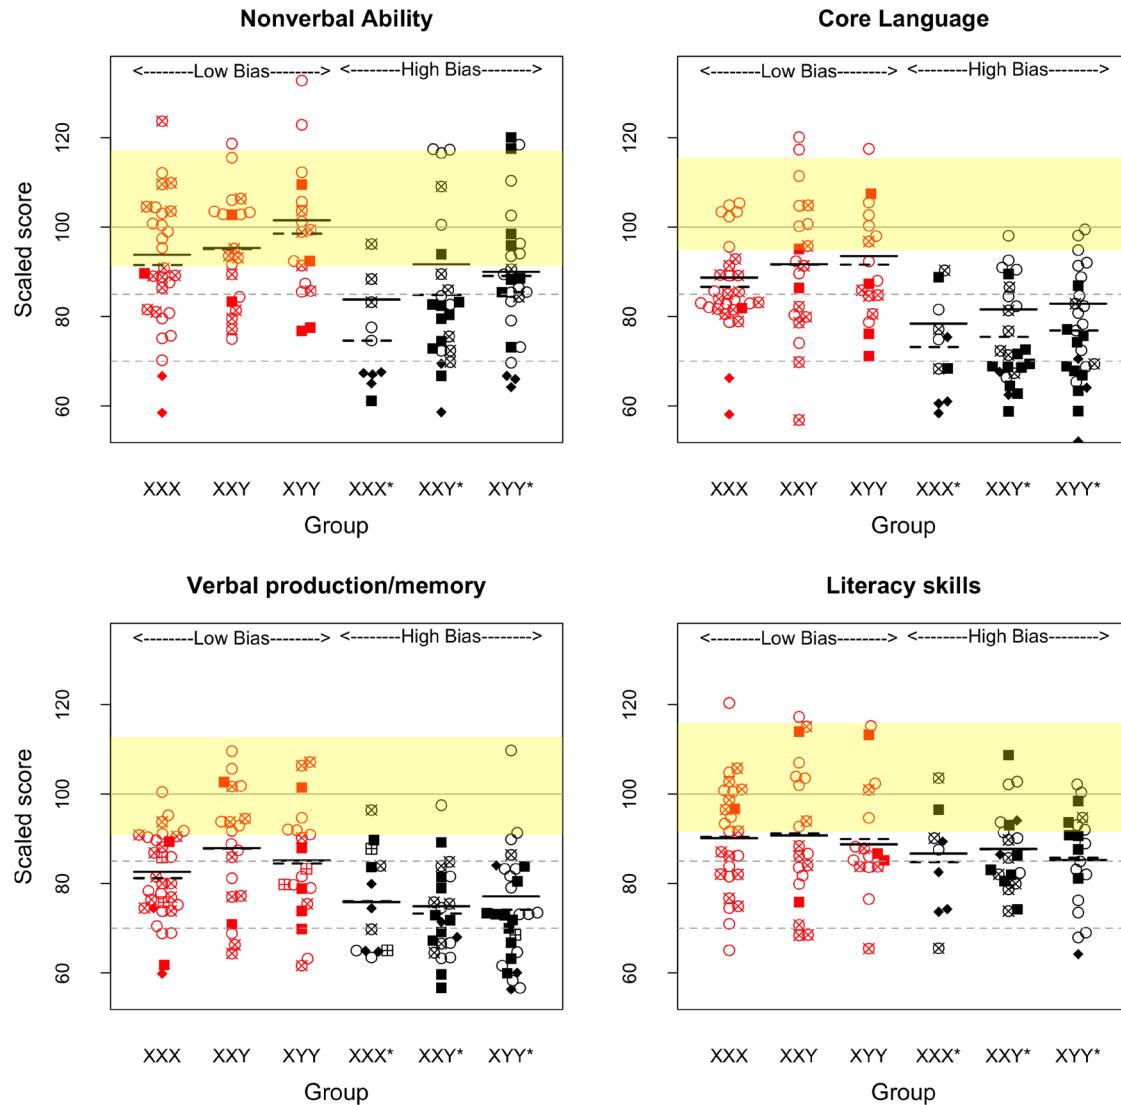 Nonverbal Ability
<--------Low Bias------->
<--------High Bias------->
Scaled score
120
100
80
60
XXX XXY XYY XXX* XXY* XYY*
Group
Core Language
<--------Low Bias------->
<--------High Bias------->
120
100
80
60
XXX XXY XYY XXX* XXY* XYY*
Group
Verbal production/memory
<--------Low Bias------->
<--------High Bias------->
Scaled score
120
100
80
60
XXX XXY XYY XXX* XXY* XYY*
Group
Literacy skills
<--------Low Bias------->
<--------High Bias------->
120
100
80
60
XXX XXY XYY XXX* XXY* XYY*
Group